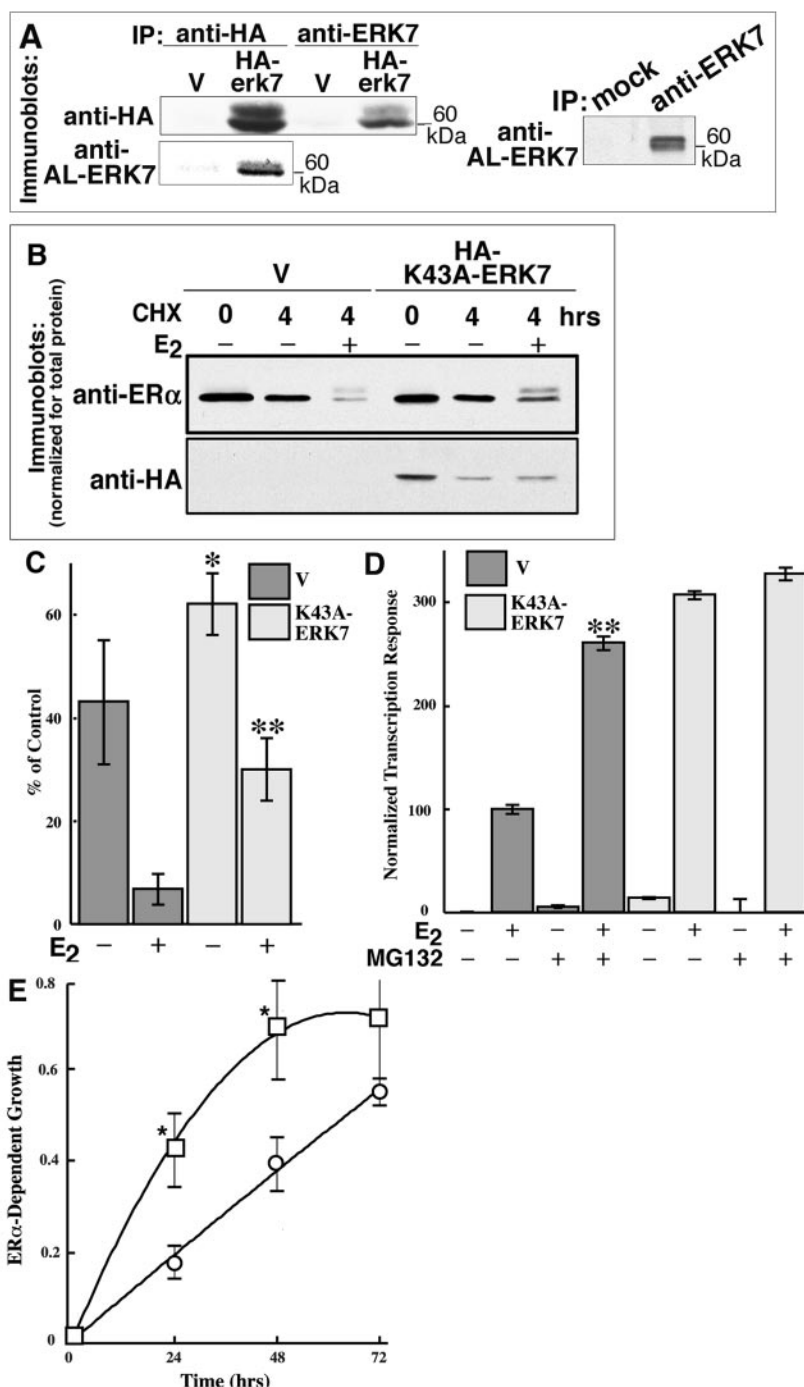 A
IP: anti-HA anti-ERK7
V HA-erk7 V HA-erk7
Immunoblots:
anti-HA
60 kDa
anti-AL-ERK7
60 kDa
IP: mock anti-ERK7
anti-AL-ERK7
60 kDa
B
V HA-K43A-ERK7
CHX 0 4 4 0 4 4 hrs
E2 – – + – – +
Immunoblots:
(normalized for total protein)
anti-ERα
anti-HA
C
V
K43A-ERK7
% of Control
60
40
20
0
* **
E2 – + – +
D
V
K43A-ERK7
Normalized Transcription Response
300
200
100
0
**
E2 – + – + – + – +
MG132 – – + + – – + +
E
ERα-Dependent Growth
0.8
0.6
0.4
0.2
0
* *
0 24 48 72
Time (hrs)